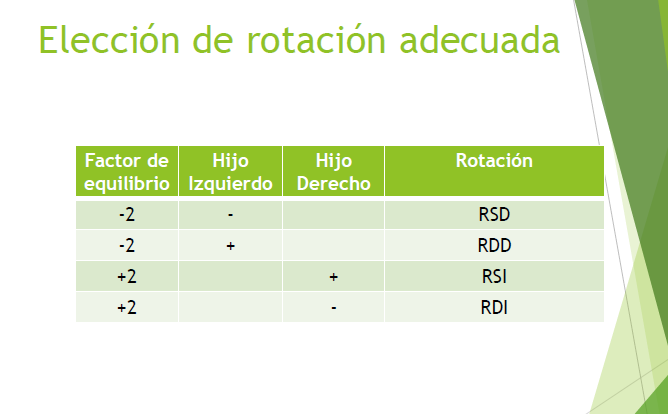 Elección de rotación adecuada
Factor de equilibrio Hijo Izquierdo Hijo Derecho Rotación
-2 - RSD
-2 + RDD
+2 + RSI
+2 - RDI